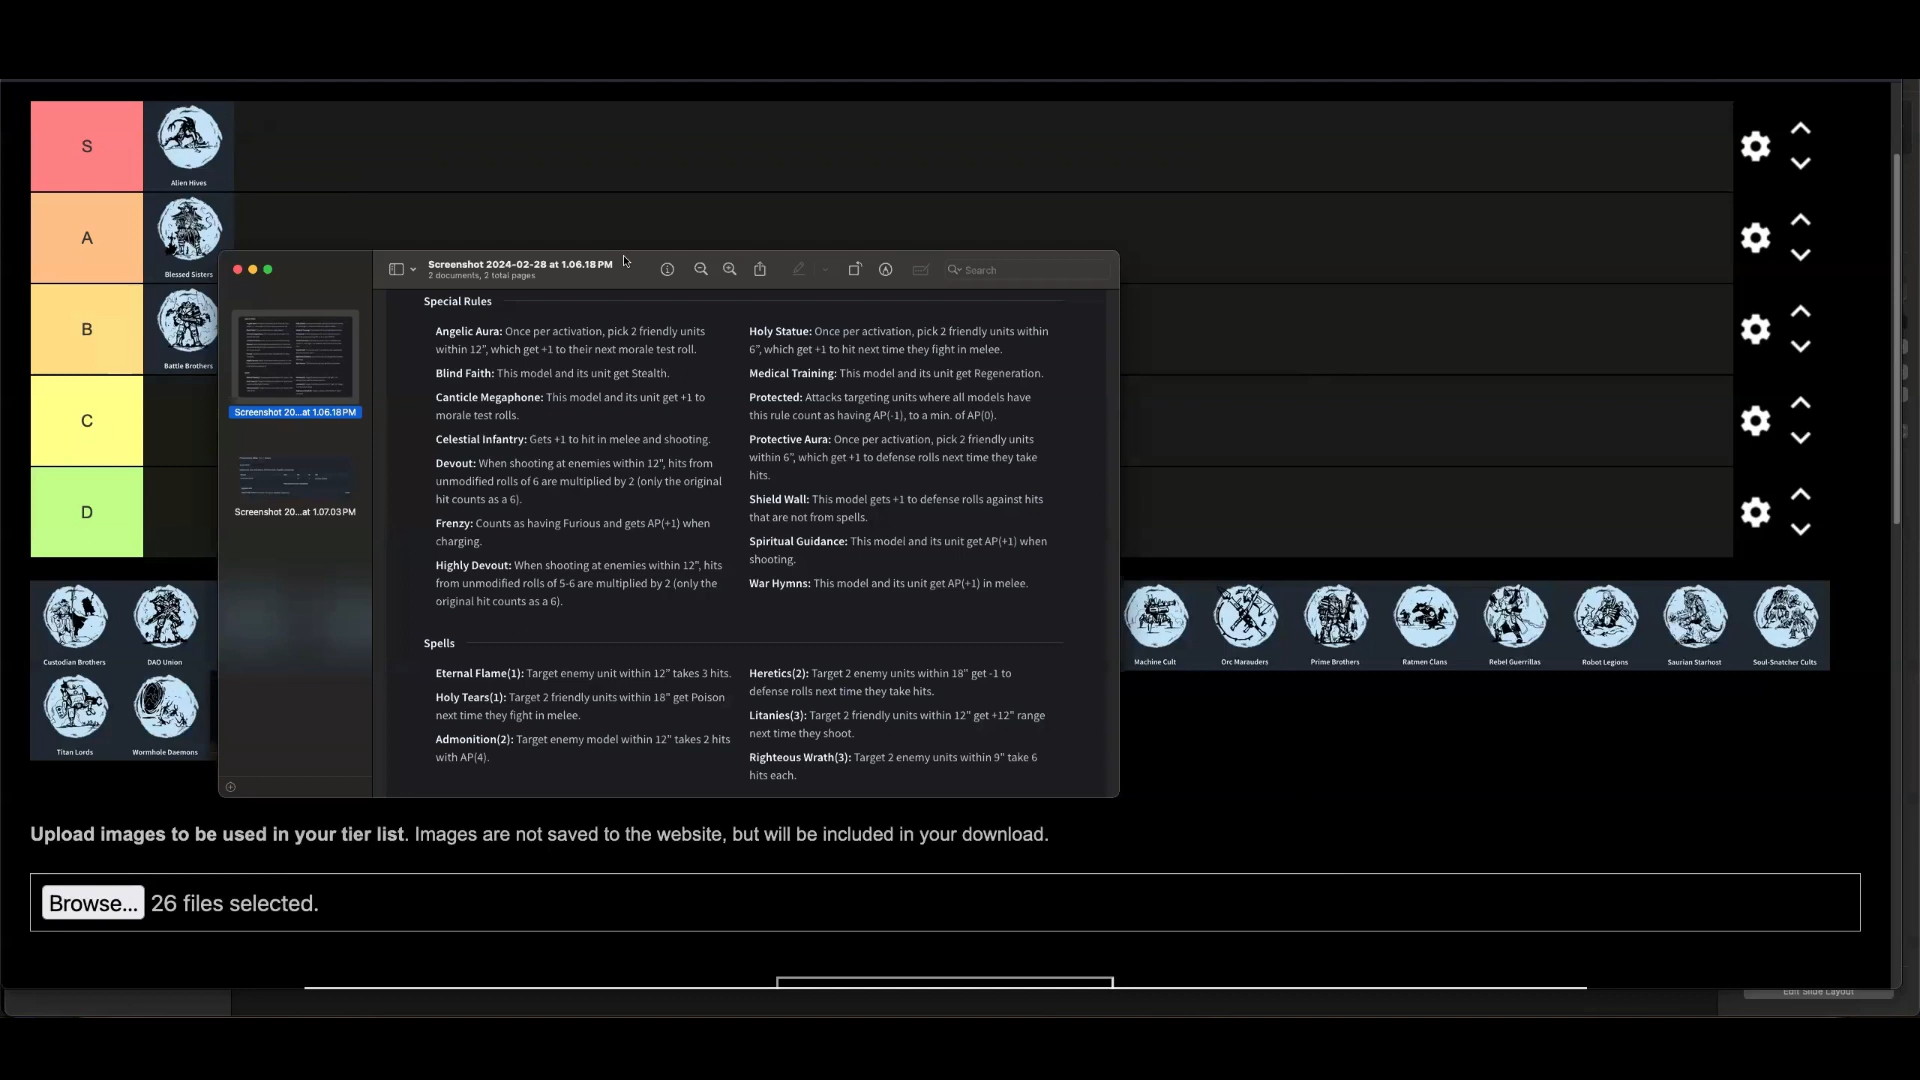 S
Alien Hives
A
Blessed Sisters
B
Battle Brothers
C
D
Screenshot 2024-02-28 at 1.06.18 PM
2 documents, 2 total pages
Search
Screenshot 20...at 1.06.18 PM
Screenshot 20...at 1.07.03 PM
Special Rules
Angelic Aura: Once per activation, pick 2 friendly units
within 12", which get +1 to their next morale test roll.
Blind Faith: This model and its unit get Stealth.
Canticle Megaphone: This model and its unit get +1 to
morale test rolls.
Celestial Infantry: Gets +1 to hit in melee and shooting.
Devout: When shooting at enemies within 12", hits from
unmodified rolls of 6 are multiplied by 2 (only the original
hit counts as a 6).
Frenzy: Counts as having Furious and gets AP(+1) when
charging.
Highly Devout: When shooting at enemies within 12", hits
from unmodified rolls of 5-6 are multiplied by 2 (only the
original hit counts as a 6).
Holy Statue: Once per activation, pick 2 friendly units within
6", which get +1 to hit next time they fight in melee.
Medical Training: This model and its unit get Regeneration.
Protected: Attacks targeting units where all models have
this rule count as having AP(-1), to a min. of AP(0).
Protective Aura: Once per activation, pick 2 friendly units
within 6", which get +1 to defense rolls next time they take
hits.
Shield Wall: This model gets +1 to defense rolls against hits
that are not from spells.
Spiritual Guidance: This model and its unit get AP(+1) when
shooting.
War Hymns: This model and its unit get AP(+1) in melee.
Spells
Eternal Flame(1): Target enemy unit within 12" takes 3 hits.
Holy Tears(1): Target 2 friendly units within 18" get Poison
next time they fight in melee.
Admonition(2): Target enemy model within 12" takes 2 hits
with AP(4).
Heretics(2): Target 2 enemy units within 18" get -1 to
defense rolls next time they take hits.
Litanies(3): Target 2 friendly units within 12" get +12" range
next time they shoot.
Righteous Wrath(3): Target 2 enemy units within 9" take 6
hits each.
Custodian Brothers
DAO Union
Machine Cult
Orc Marauders
Prime Brothers
Ratmen Clans
Rebel Guerrillas
Robot Legions
Saurian Starhost
Soul-Snatcher Cults
Titan Lords
Wormhole Daemons
Upload images to be used in your tier list. Images are not saved to the website, but will be included in your download.
Browse... 26 files selected.
Edit Slide Layout